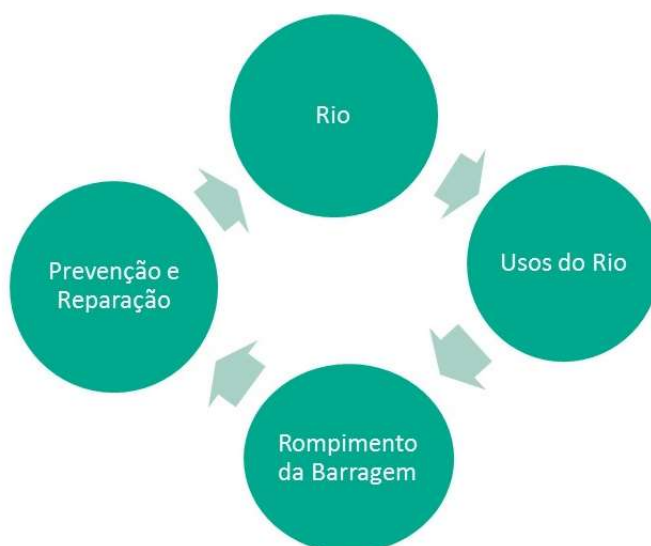 Rio
Usos do Rio
Rompimento
da Barragem
Prevenção e
Reparação